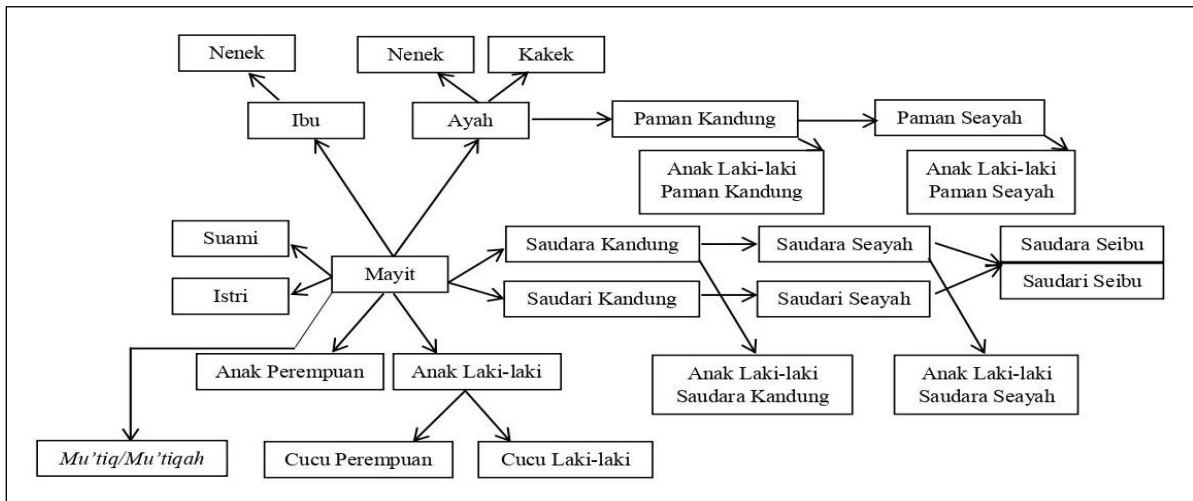 Nenek
Nenek
Kakek
Ibu
Ayah
Paman Kandung
Paman Seayah
Anak Laki-laki
Paman Kandung
Anak Laki-laki
Paman Seayah
Suami
Saudara Kandung
Saudara Seayah
Saudara Seibu
Mayit
Istri
Saudari Kandung
Saudari Seayah
Saudari Seibu
Anak Perempuan
Anak Laki-laki
Anak Laki-laki
Saudara Kandung
Anak Laki-laki
Saudara Seayah
Mu’tiq/Mu’tiqah
Cucu Perempuan
Cucu Laki-laki